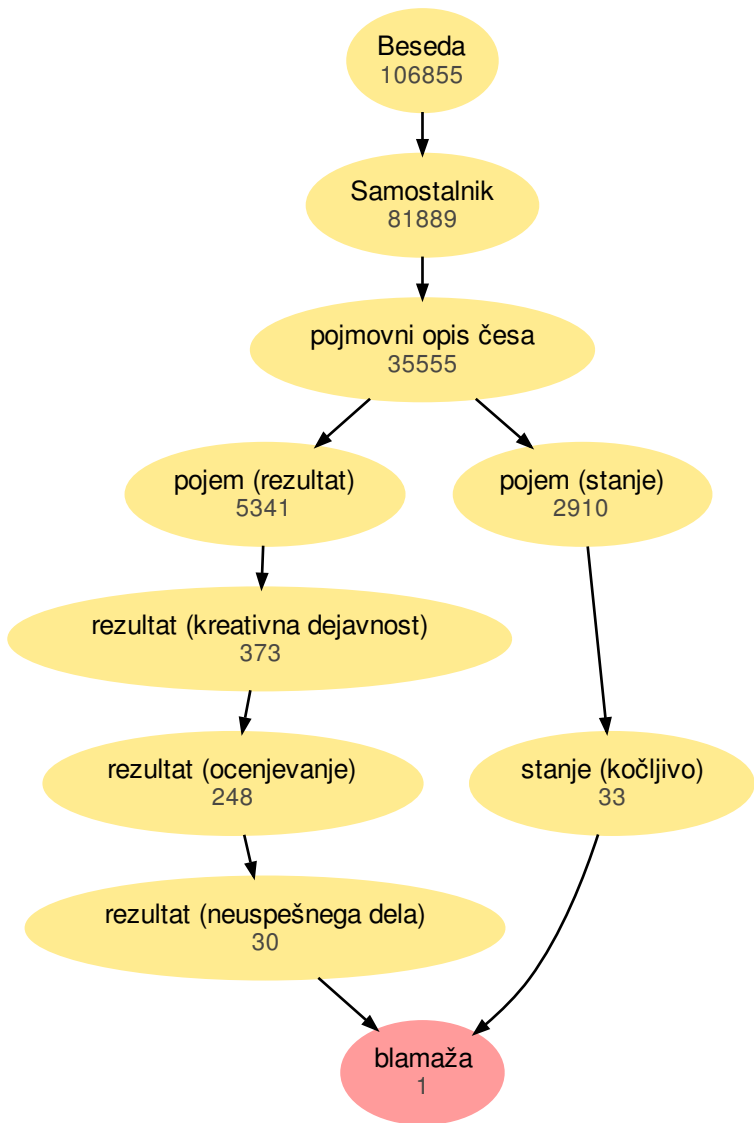 Beseda
106855
Samostalnik
81889
pojmovni opis česa
35555
pojem (rezultat)
5341
pojem (stanje)
2910
rezultat (kreativna dejavnost)
373
rezultat (ocenjevanje)
248
stanje (kočljivo)
33
rezultat (neuspešnega dela)
30
blamaža
1